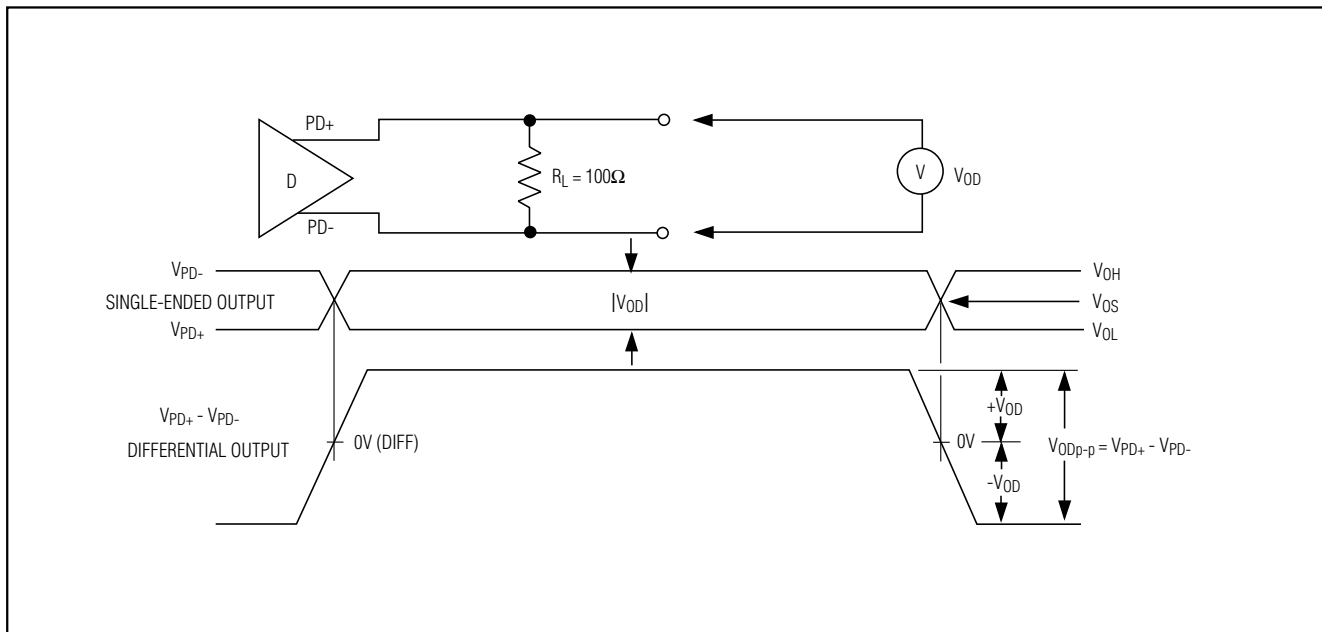 PD+
D
PD-
R_L = 100Ω
V
V_OD
V_PD-
SINGLE-ENDED OUTPUT
V_PD+
|V_OD|
V_OH
V_OS
V_OL
V_PD+ - V_PD-
DIFFERENTIAL OUTPUT
0V (DIFF)
0V
+V_OD
-V_OD
V_ODp-p = V_PD+ - V_PD-